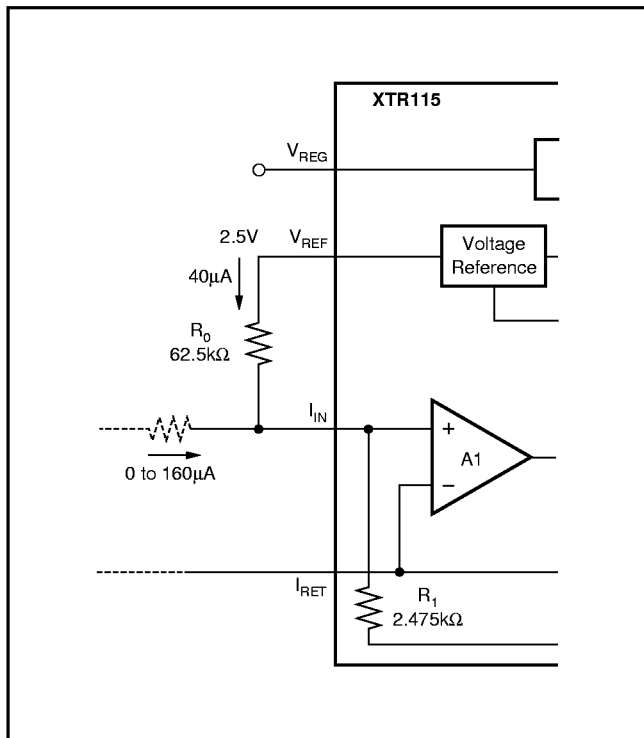 XTR115
V_REG
2.5V
V_REF
Voltage
Reference
40μA
R_0
62.5kΩ
I_IN
+
A1
−
0 to 160μA
I_RET
R_1
2.475kΩ